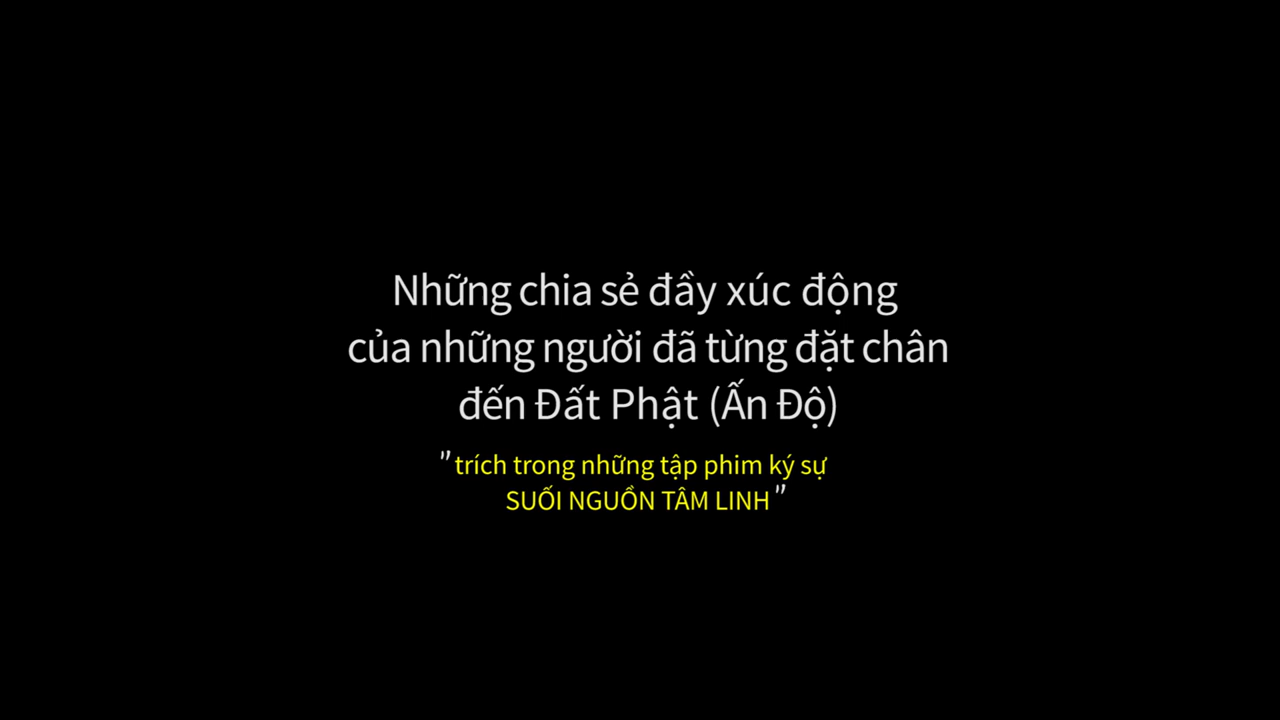 Những chia sẻ đầy xúc động
của những người đã từng đặt chân
đến Đất Phật (Ấn Độ)
"trích trong những tập phim ký sự
SUỐI NGUỒN TÂM LINH"